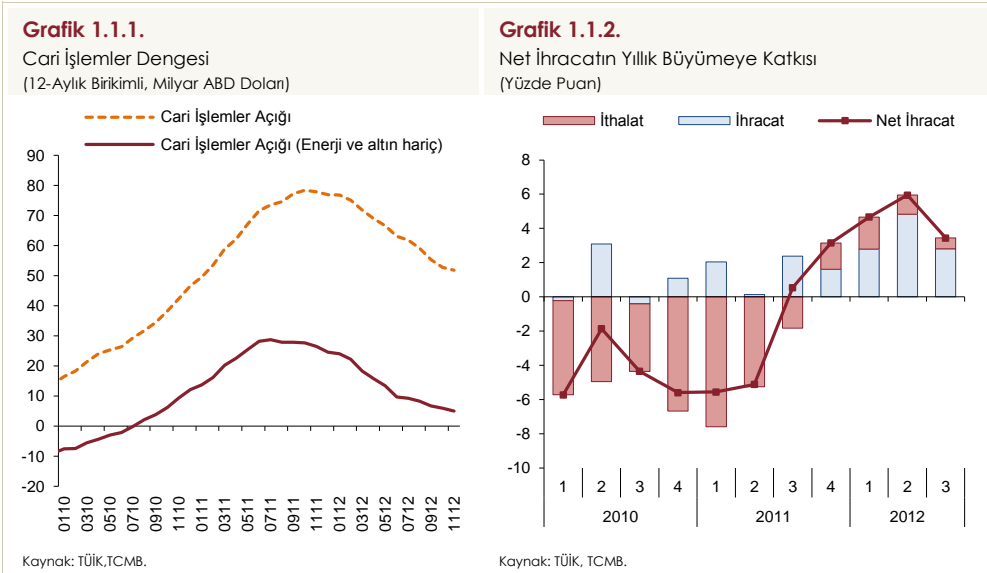 Grafik 1.1.1.
Cari İşlemler Dengesi
(12-Aylık Birikimli, Milyar ABD Doları)
Cari İşlemler Açığı
Cari İşlemler Açığı (Enerji ve altın hariç)
90
80
70
60
50
40
30
20
10
0
-10
-20
0110 0310 0510 0710 0910 1110 0111 0311 0511 0711 0911 1111 0112 0312 0512 0712 0912 1112
Kaynak: TÜİK,TCMB.
Grafik 1.1.2.
Net İhracatın Yıllık Büyümeye Katkısı
(Yüzde Puan)
İthalat İhracat Net İhracat
8
6
4
2
0
-2
-4
-6
-8
-10
1 2 3 4 1 2 3 4 1 2 3
2010 2011 2012
Kaynak: TÜİK, TCMB.